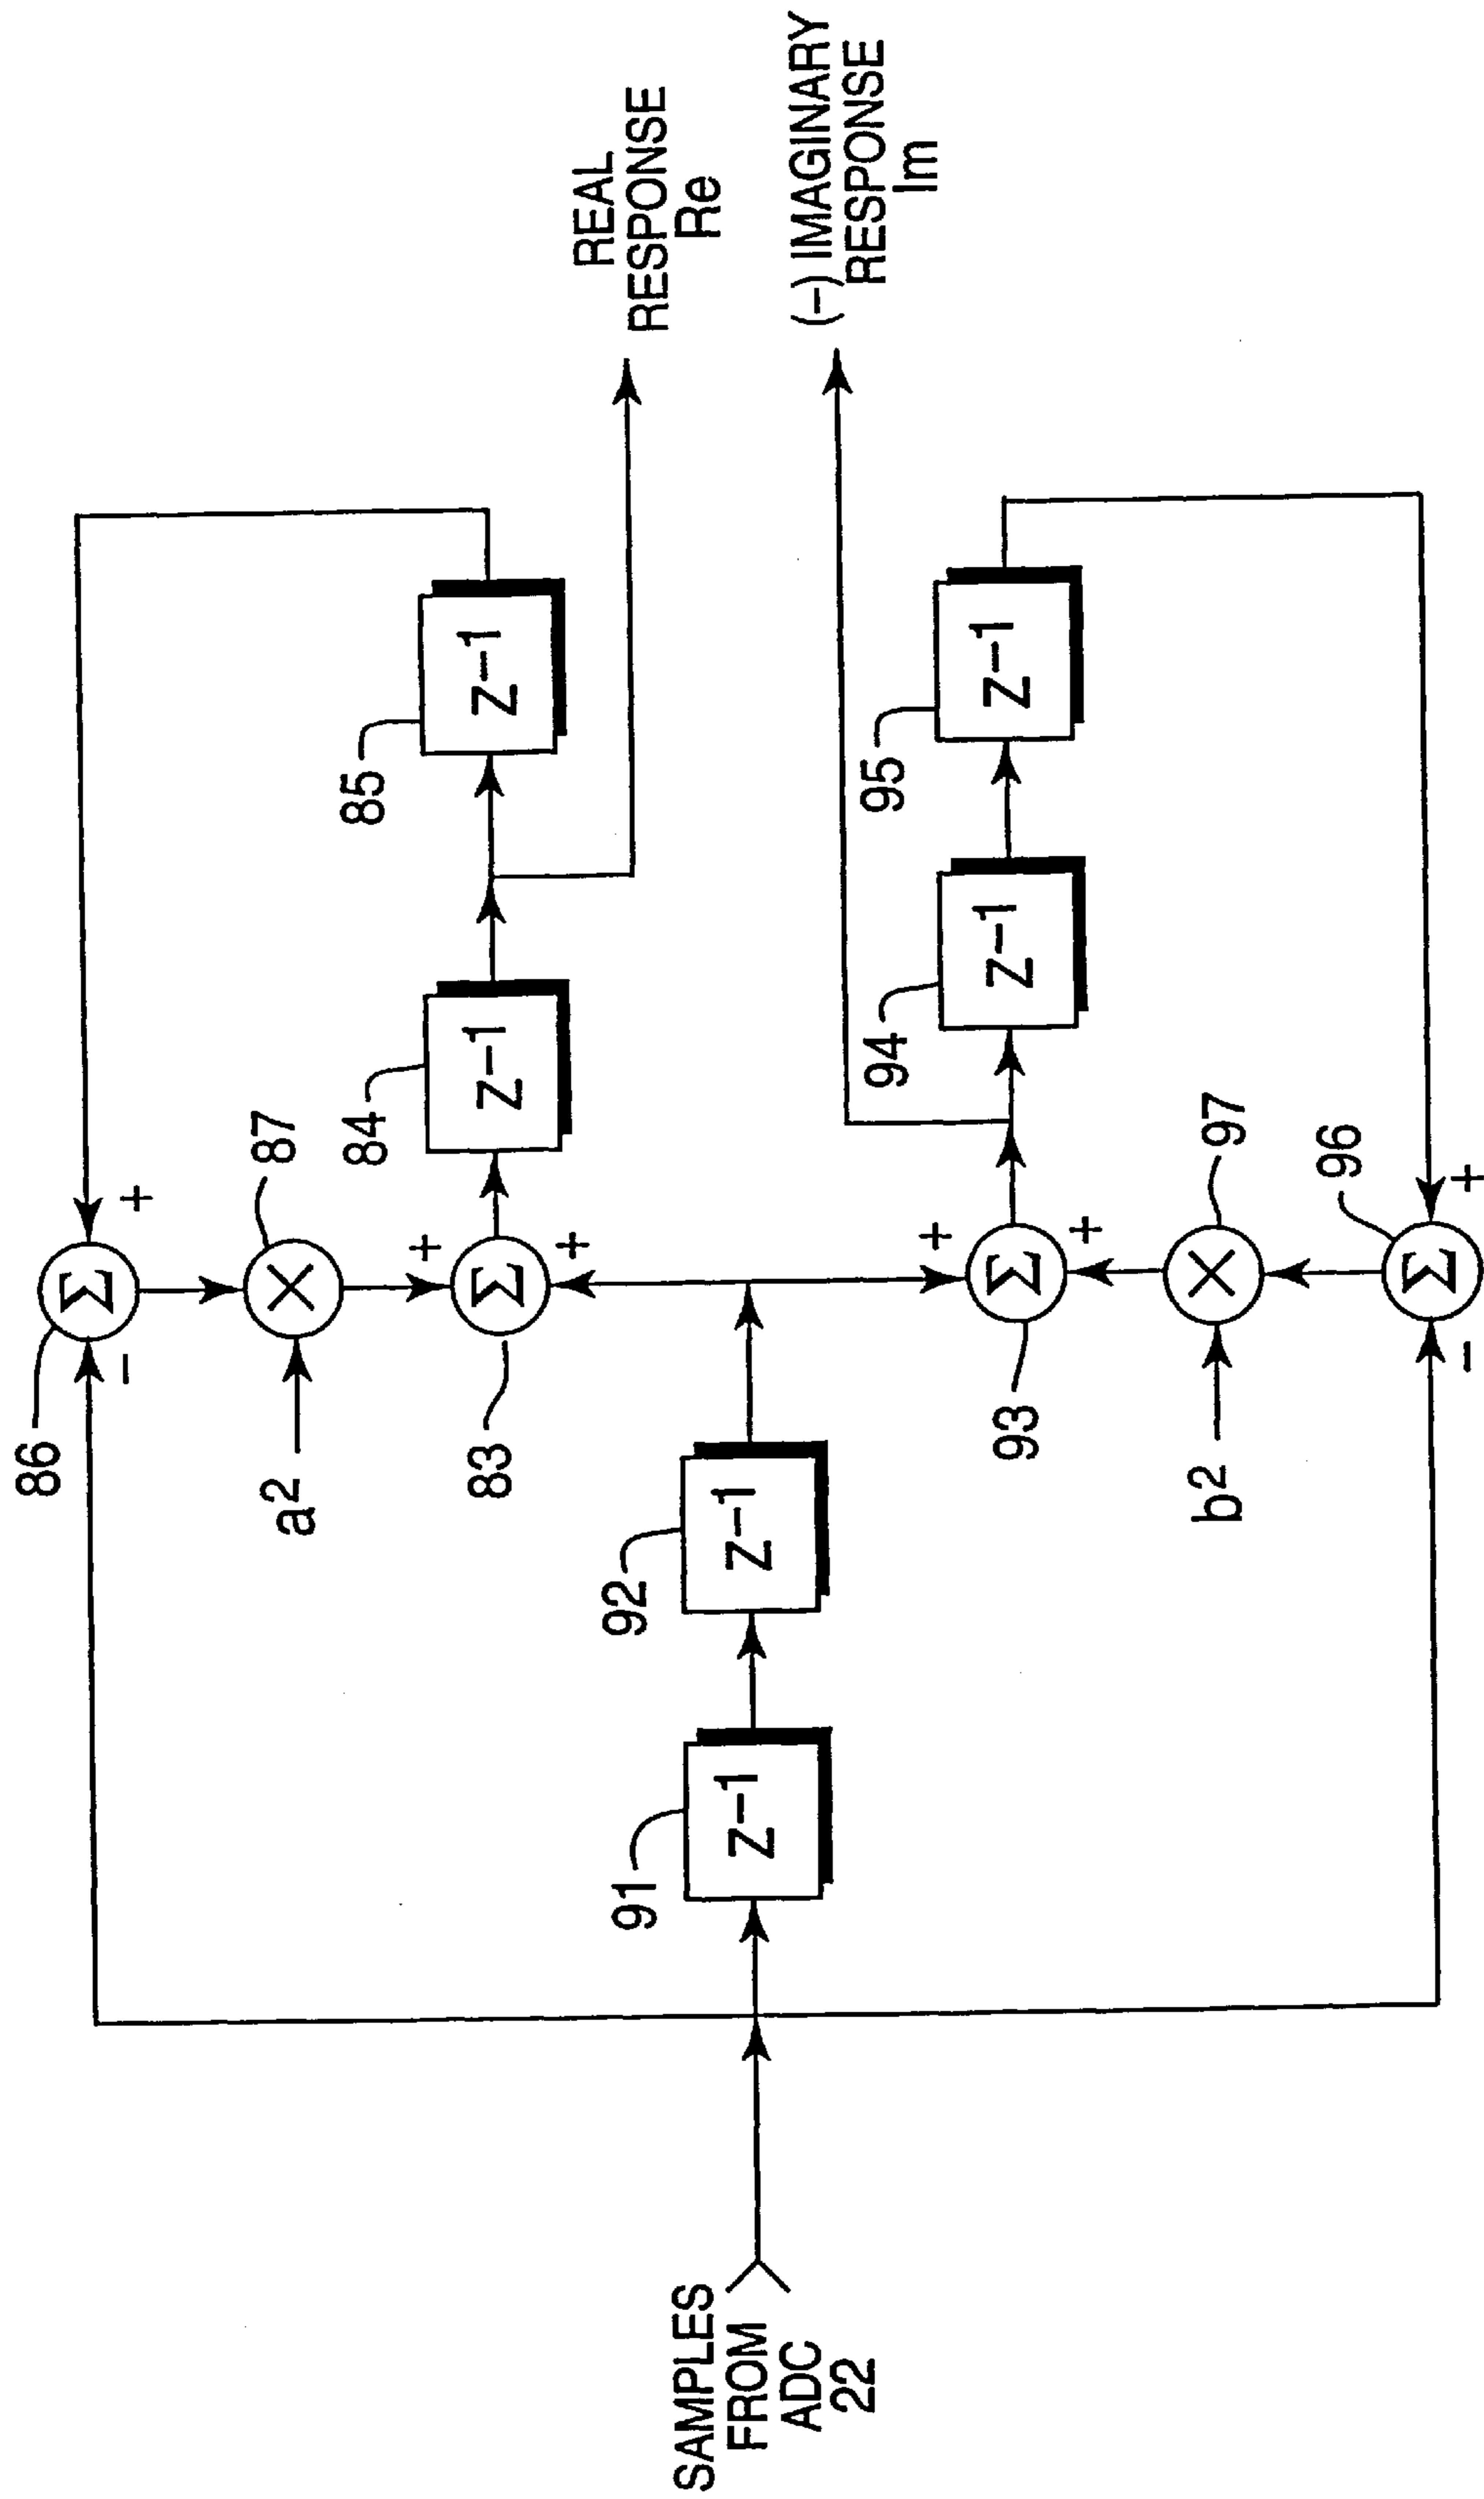 86
Σ
+
−
87
X
a²
84
Z⁻¹
85
Z⁻¹
83
+
Σ
+
REAL
RESPONSE
Re
SAMPLES
FROM
ADC
22
91
Z⁻¹
92
Z⁻¹
(−) IMAGINARY
RESPONSE
Im
93
+
Σ
+
94
Z⁻¹
95
Z⁻¹
97
X
b²
96
Σ
+
−